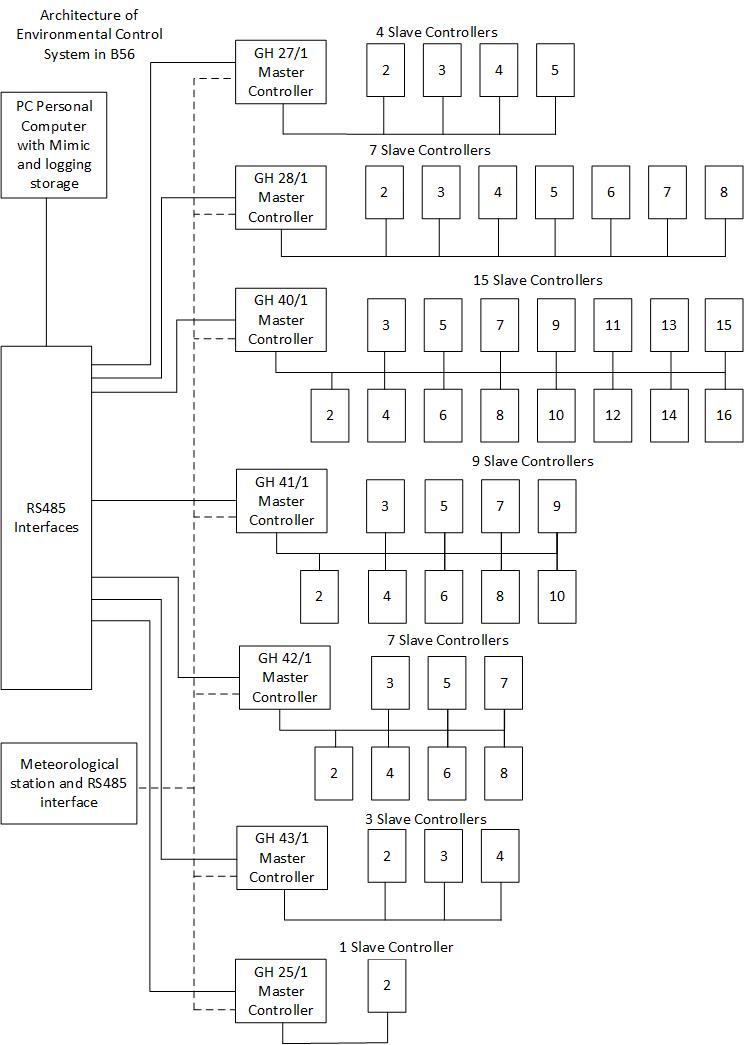 Architecture of
Environmental Control
System in B56
PC Personal
Computer
with Mimic
and logging
storage
RS485
Interfaces
Meteorological
station and RS485
interface
GH 27/1
Master
Controller
4 Slave Controllers
2 3 4 5
GH 28/1
Master
Controller
7 Slave Controllers
2 3 4 5 6 7 8
GH 40/1
Master
Controller
15 Slave Controllers
3 5 7 9 11 13 15
2 4 6 8 10 12 14 16
GH 41/1
Master
Controller
9 Slave Controllers
3 5 7 9
2 4 6 8 10
GH 42/1
Master
Controller
7 Slave Controllers
3 5 7
2 4 6 8
GH 43/1
Master
Controller
3 Slave Controllers
2 3 4
GH 25/1
Master
Controller
1 Slave Controller
2